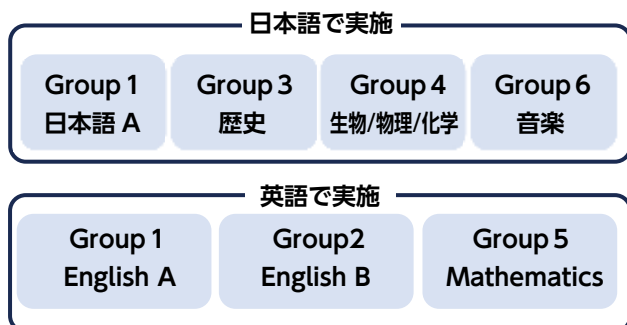 日本語で実施
Group 1
日本語 A
Group 3
歴史
Group 4
生物/物理/化学
Group 6
音楽
英語で実施
Group 1
English A
Group2
English B
Group 5
Mathematics